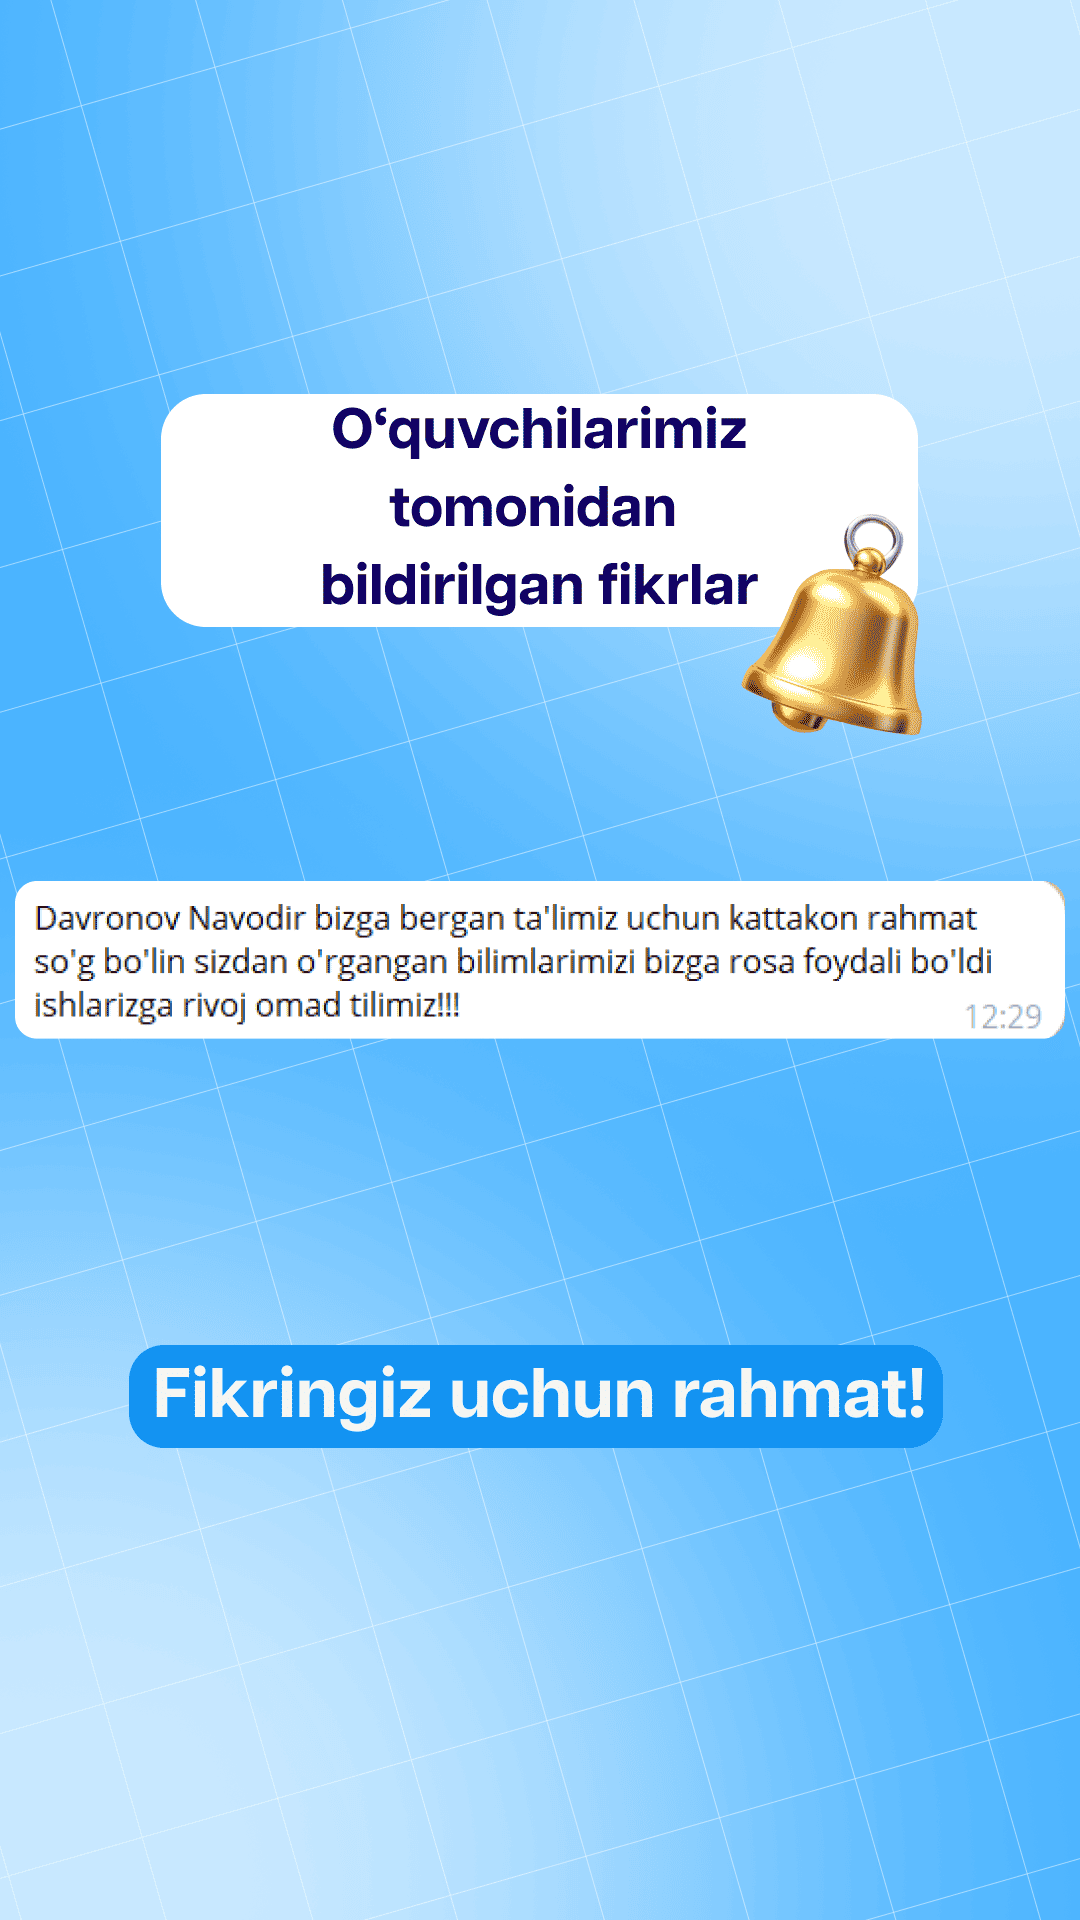 O‘quvchilarimiz
tomonidan
bildirilgan fikrlar
Davronov Navodir bizga bergan ta'limiz uchun kattakon rahmat
so'g bo'lin sizdan o'rgangan bilimlarimizi bizga rosa foydali bo'ldi
ishlarizga rivoj omad tilimiz!!!
12:29
Fikringiz uchun rahmat!